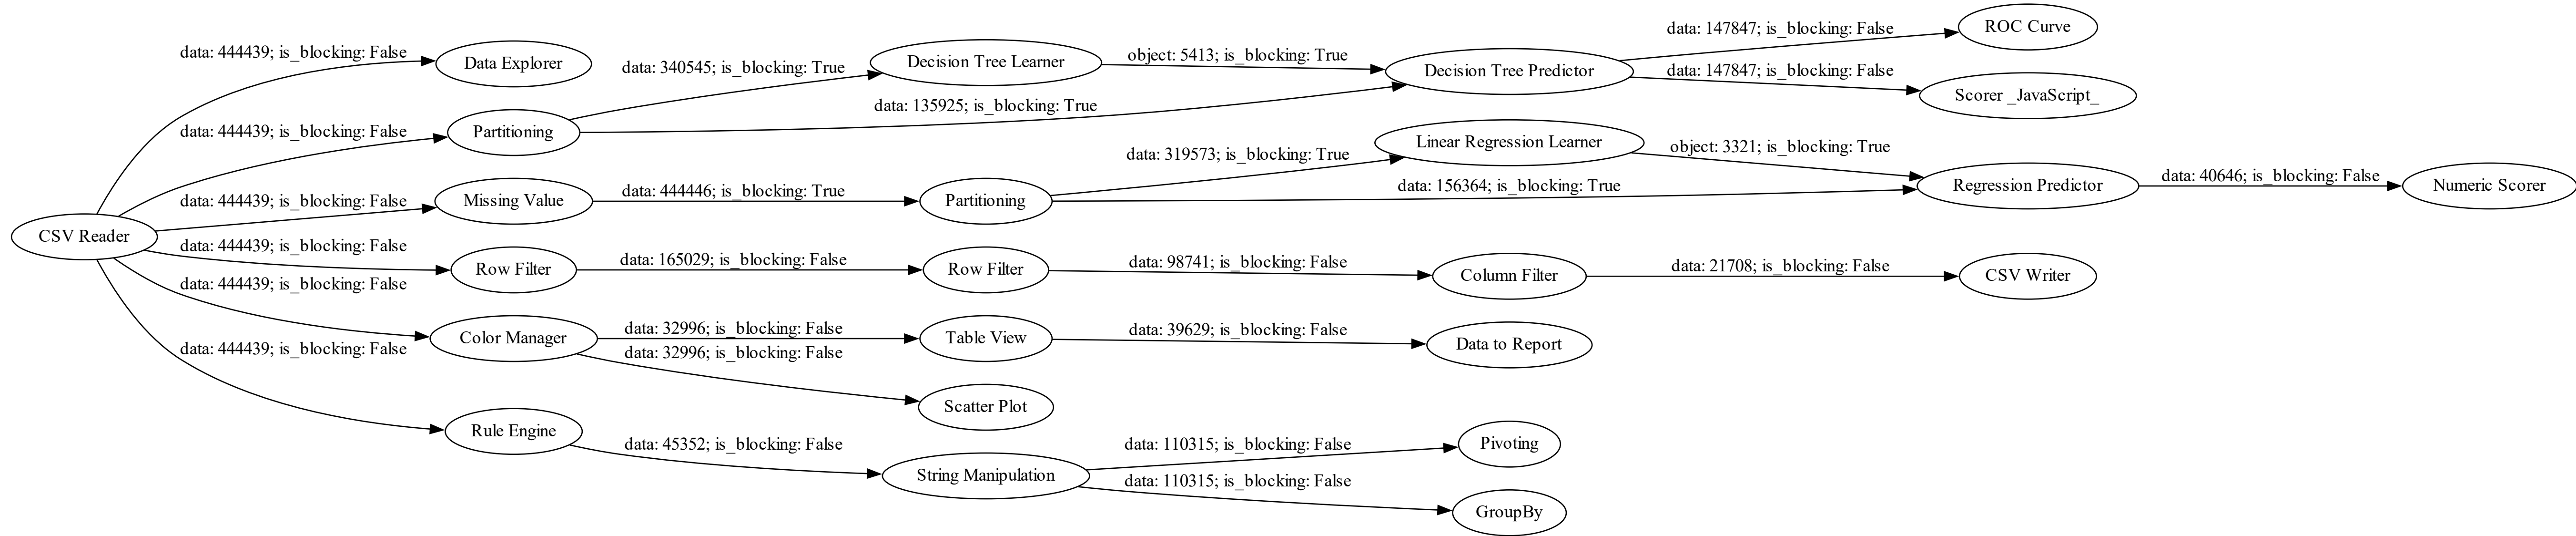 CSV Reader
data: 444439; is_blocking: False
Data Explorer
data: 444439; is_blocking: False
Partitioning
data: 444439; is_blocking: False
Missing Value
data: 444439; is_blocking: False
Row Filter
data: 444439; is_blocking: False
Color Manager
data: 444439; is_blocking: False
Rule Engine
data: 340545; is_blocking: True
Decision Tree Learner
data: 135925; is_blocking: True
object: 5413; is_blocking: True
Decision Tree Predictor
data: 147847; is_blocking: False
ROC Curve
data: 147847; is_blocking: False
Scorer _JavaScript_
data: 444446; is_blocking: True
Partitioning
data: 319573; is_blocking: True
Linear Regression Learner
data: 156364; is_blocking: True
object: 3321; is_blocking: True
Regression Predictor
data: 40646; is_blocking: False
Numeric Scorer
data: 165029; is_blocking: False
Row Filter
data: 98741; is_blocking: False
Column Filter
data: 21708; is_blocking: False
CSV Writer
data: 32996; is_blocking: False
Table View
data: 39629; is_blocking: False
Data to Report
data: 32996; is_blocking: False
Scatter Plot
data: 45352; is_blocking: False
String Manipulation
data: 110315; is_blocking: False
Pivoting
data: 110315; is_blocking: False
GroupBy